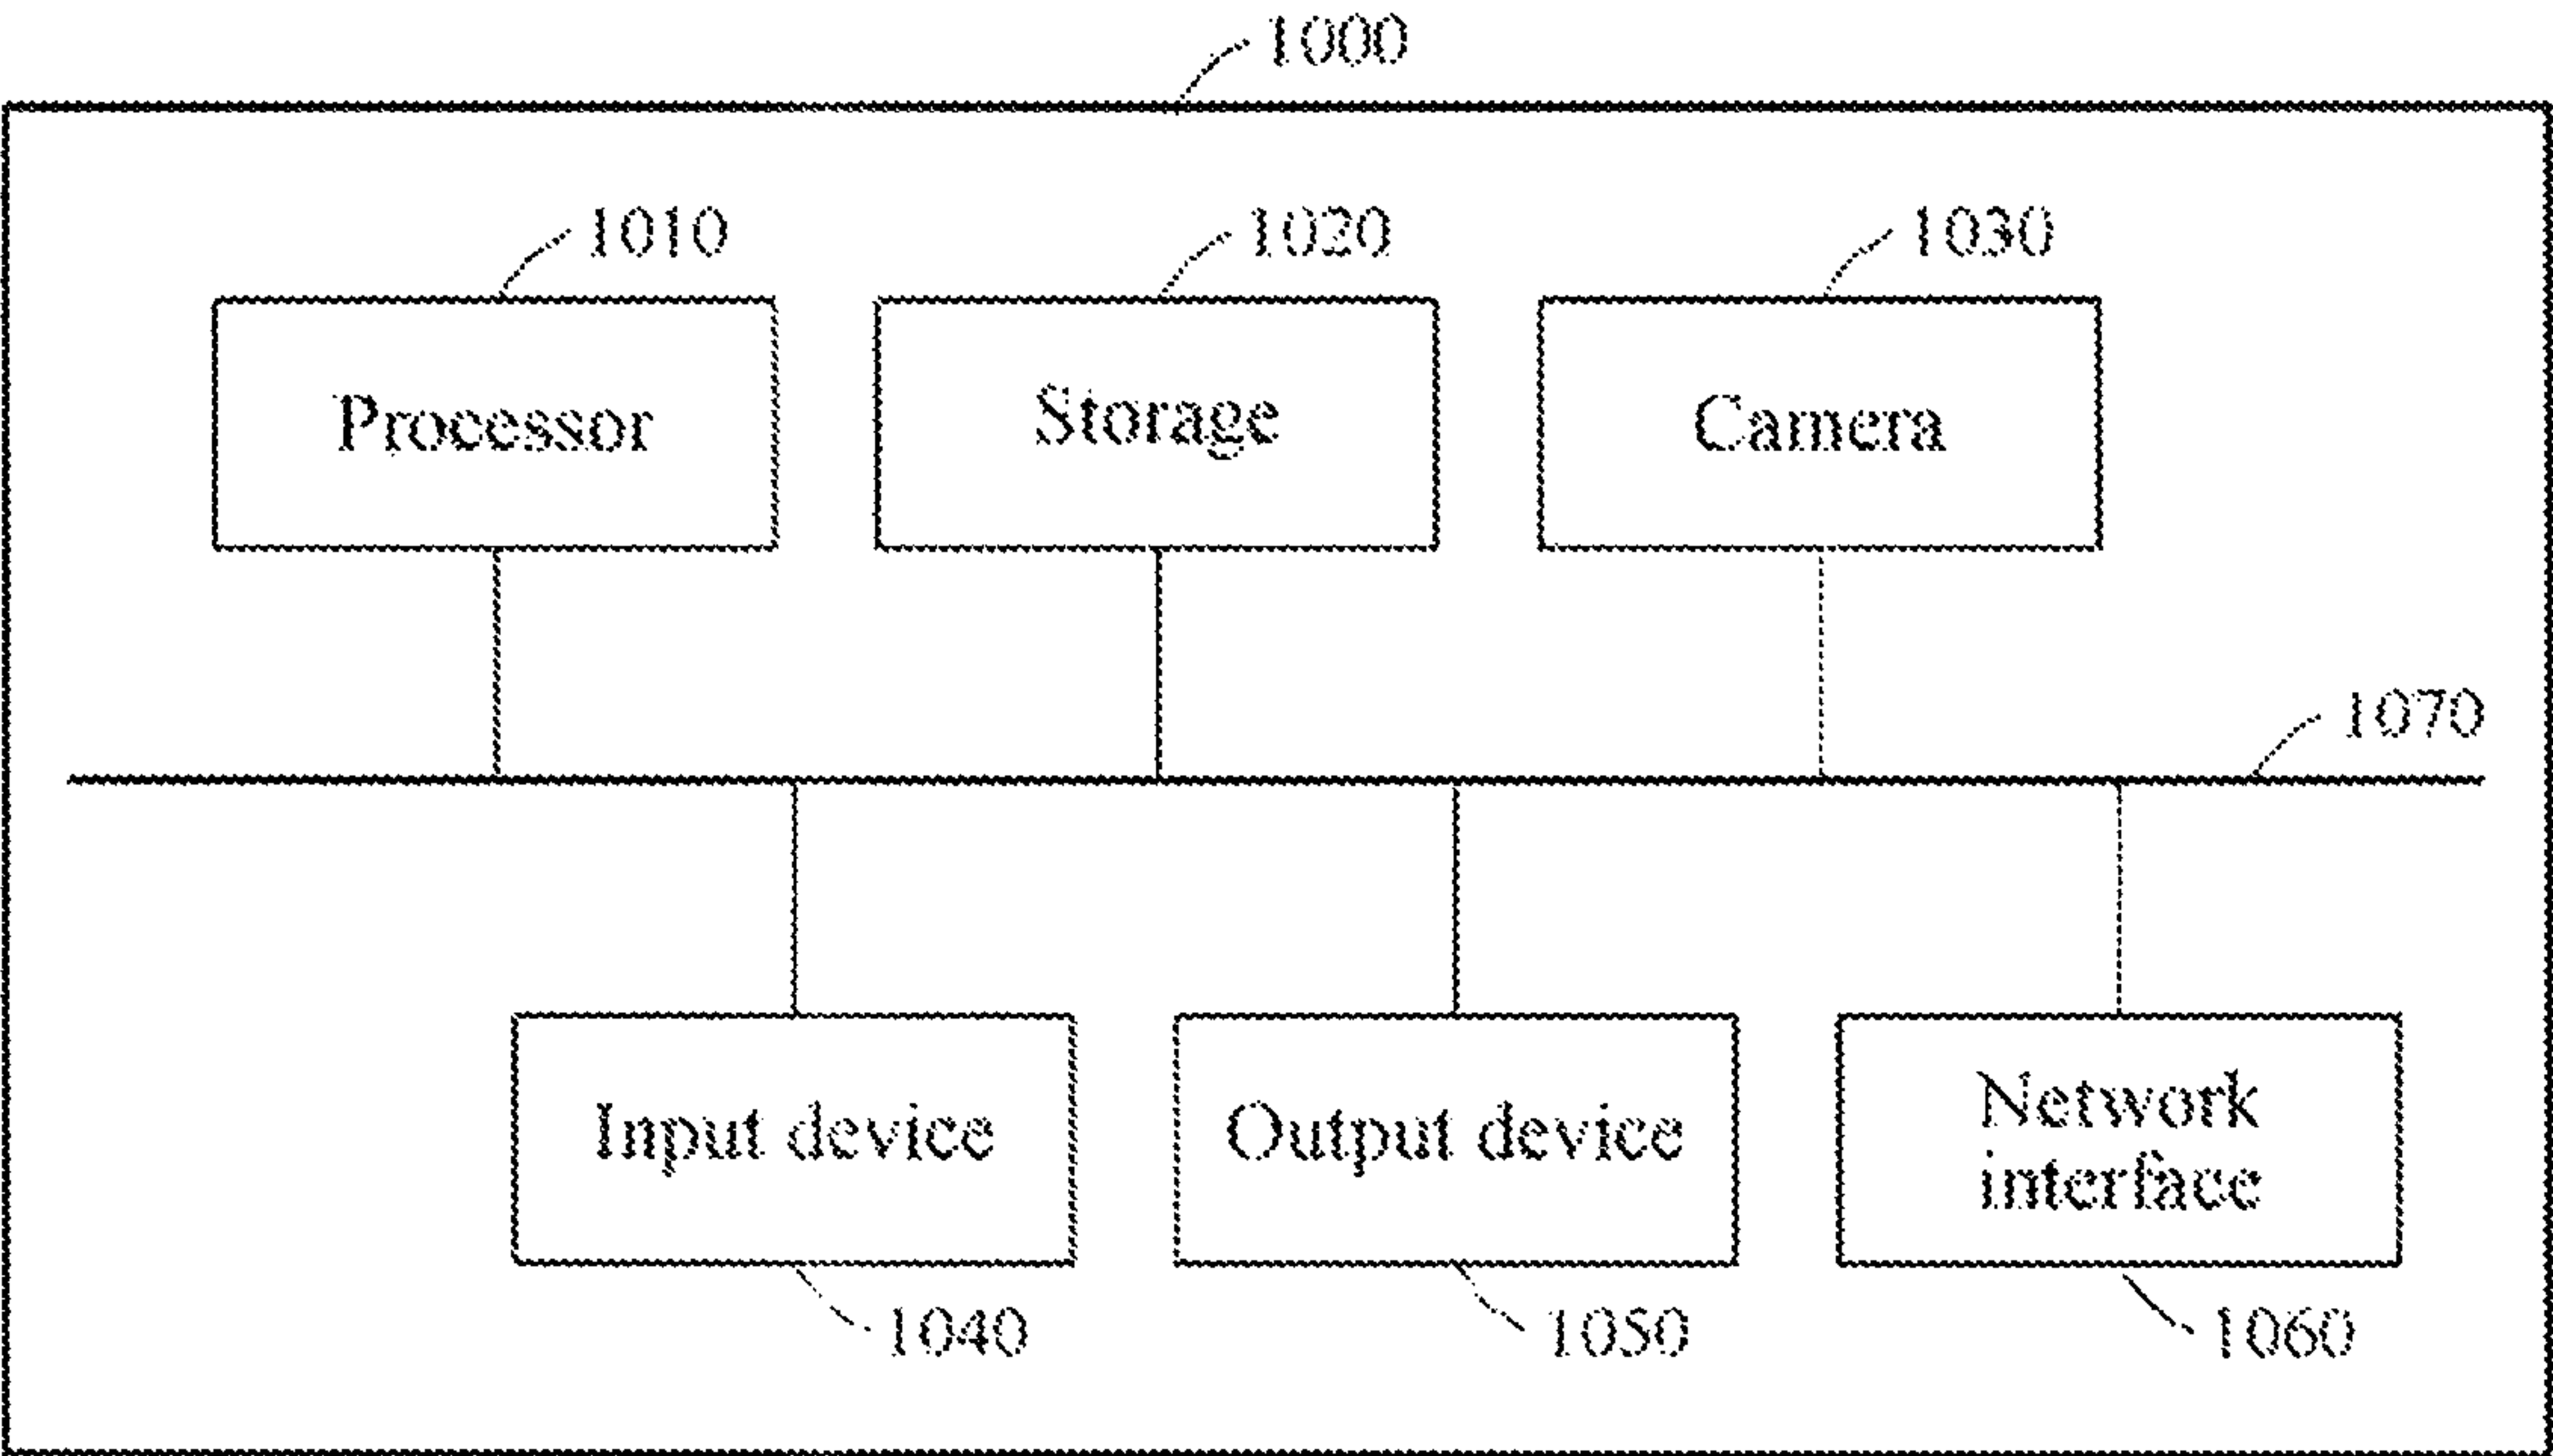 1000
1010
1020
1030
Processor
Storage
Camera
1070
Input device
Output device
Network
interface
1040
1050
1060